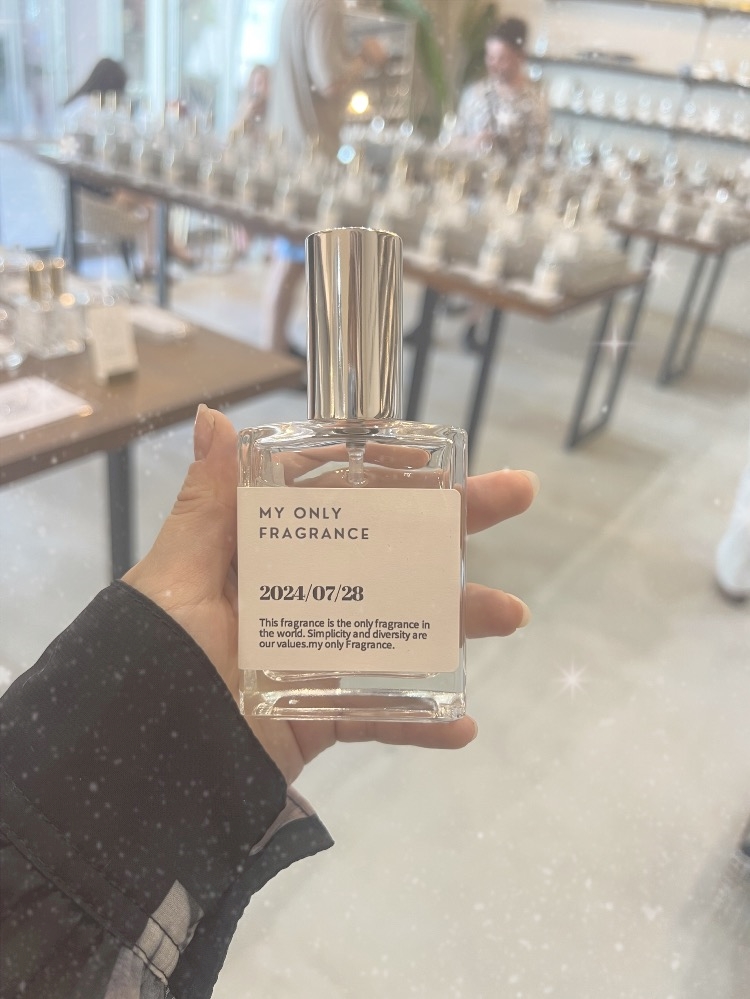 MY ONLY
FRAGRANCE
2024/07/28
This fragrance is the only fragrance in
the world. Simplicity and diversity are
our values.my only Fragrance.